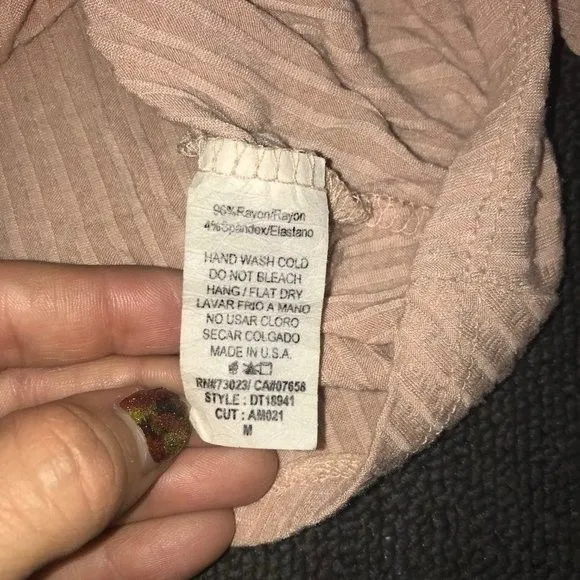 96%Rayon/Rayon
4%Spandex/Elastano
HAND WASH COLD
DO NOT BLEACH
HANG / FLAT DRY
LAVAR FRIO A MANO
NO USAR CLORO
SECAR COLGADO
MADE IN U.S.A.
RN#73023/ CA#07658
STYLE : DT18941
CUT : AM021
M